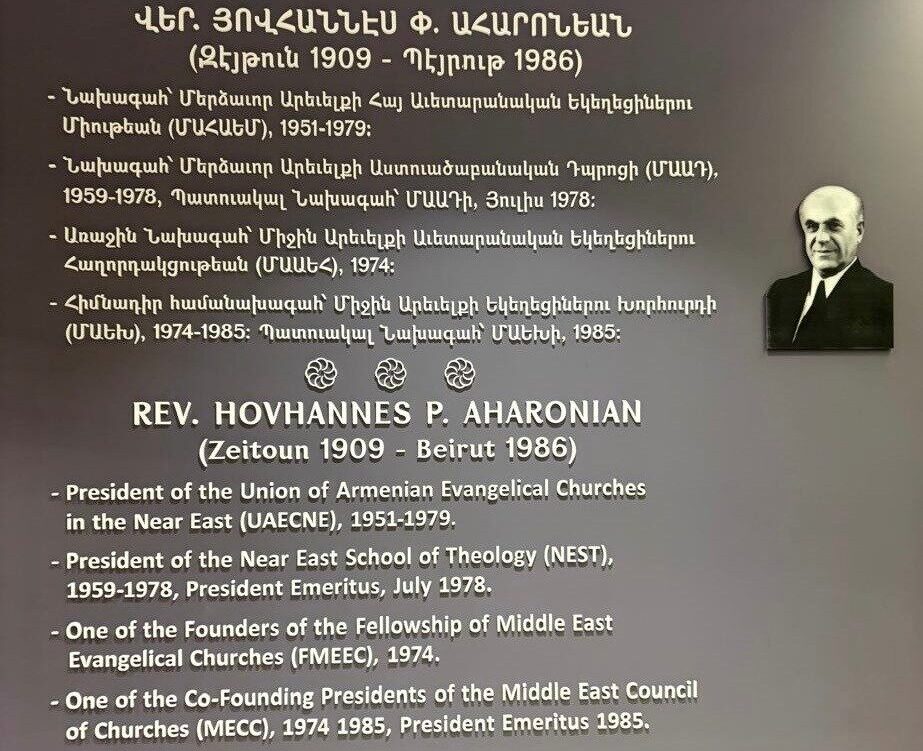 ՎԵՐ. ՅՈՎՀԱՆՆԷՍ Փ. ԱՀԱՐՈՆԵԱՆ
(Զէյթուն 1909 - Պէյրութ 1986)
- Նախագահ՝ Մերձաւոր Արեւելքի Հայ Աւետարանական Եկեղեցիներու
Միութեան (ՄԱՀԱԵՄ), 1951-1979:
- Նախագահ՝ Մերձաւոր Արեւելքի Աստուածաբանական Դպրոցի (ՄԱԱԴ),
1959-1978, Պատուակալ Նախագահ՝ ՄԱԱԴի, Յուլիս 1978:
- Առաջին Նախագահ՝ Միջին Արեւելքի Աւետարանական Եկեղեցիներու
Հաղորդակցութեան (ՄԱԱԵՀ), 1974:
- Հիմնադիր համանախագահ՝ Միջին Արեւելքի Եկեղեցիներու Խորհուրդի
(ՄԱԵԽ), 1974-1985: Պատուակալ Նախագահ՝ ՄԱԵԽի, 1985:
REV. HOVHANNES P. AHARONIAN
(Zeitoun 1909 - Beirut 1986)
- President of the Union of Armenian Evangelical Churches
in the Near East (UAECNE), 1951-1979.
- President of the Near East School of Theology (NEST),
1959-1978, President Emeritus, July 1978.
- One of the Founders of the Fellowship of Middle East
Evangelical Churches (FMEEC), 1974.
- One of the Co-Founding Presidents of the Middle East Council
of Churches (MECC), 1974 1985, President Emeritus 1985.